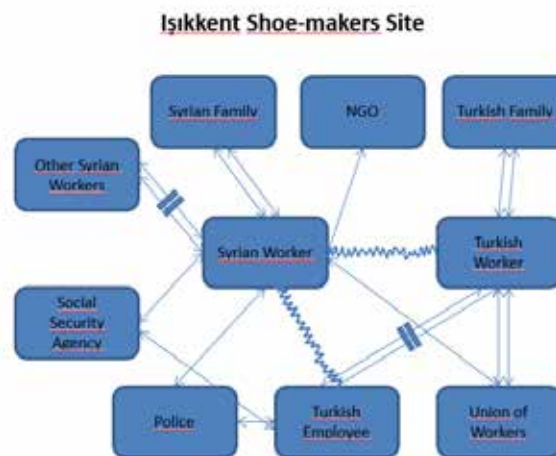 Işıkkent Shoe-makers Site
Syrian Family
NGO
Turkish Family
Other Syrian
Workers
Syrian Worker
Turkish
Worker
Social
Security
Agency
Police
Turkish
Employee
Union of
Workers